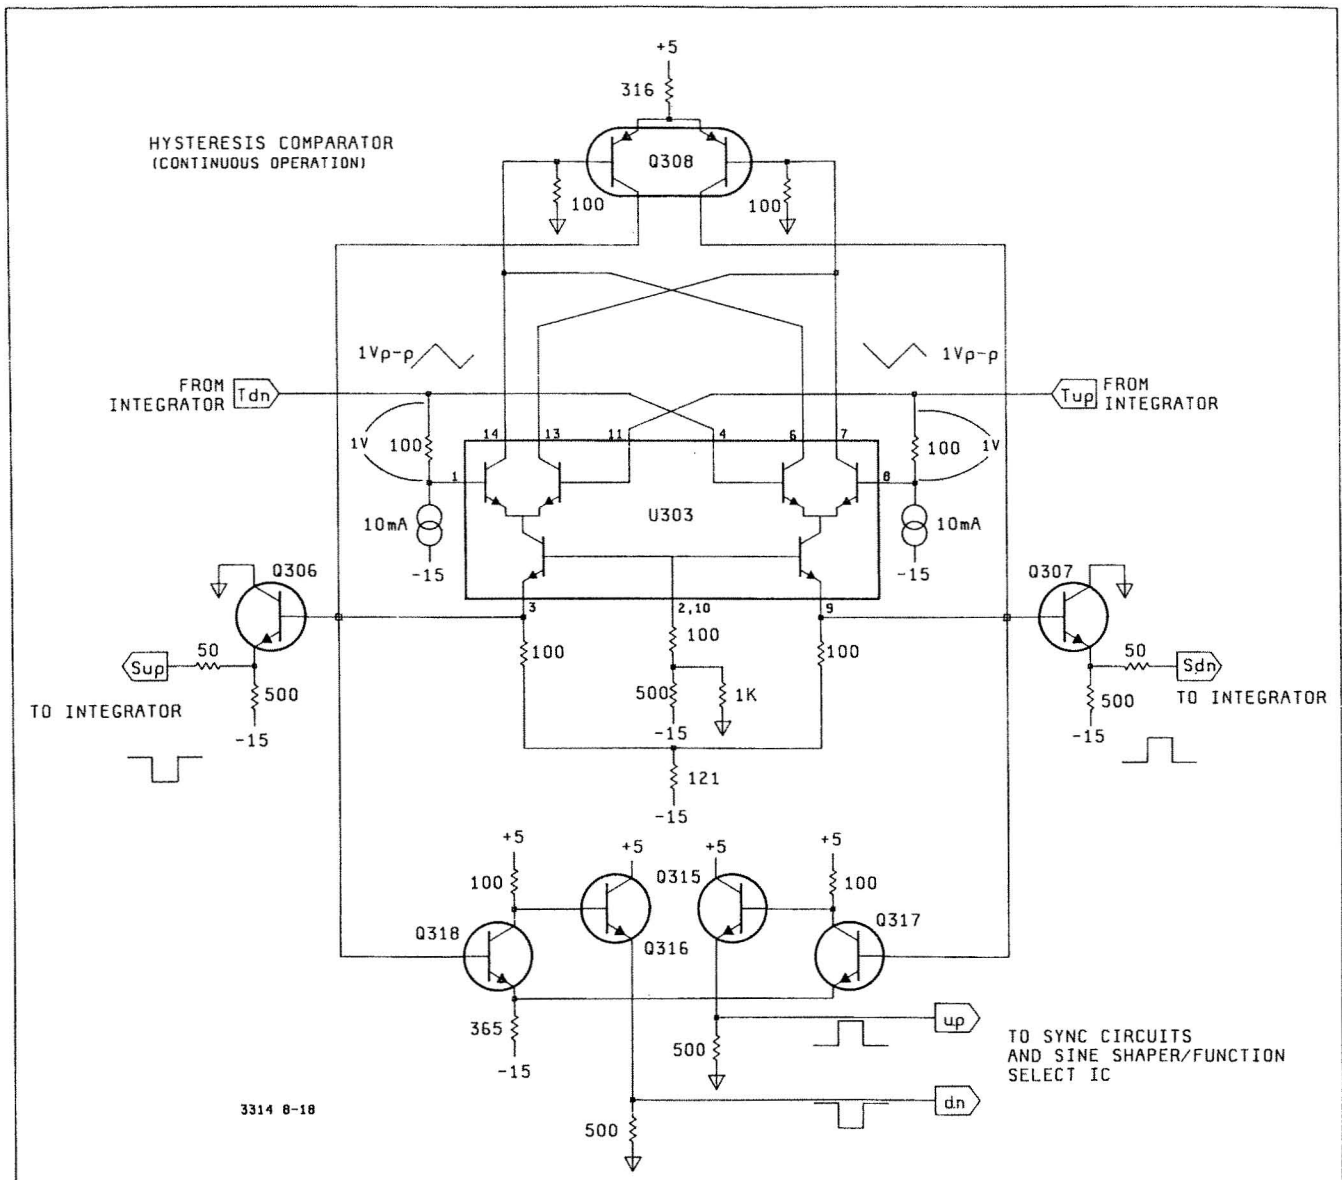 +5
316
HYSTERESIS COMPARATOR
(CONTINUOUS OPERATION)
Q308
100
100
1Vp-p
1Vp-p
FROM
INTEGRATOR
Tdn
Tup
FROM
INTEGRATOR
1V
100
14
13
11
4
6
7
100
1V
1
8
U303
10mA
10mA
-15
-15
Q306
Q307
3
2,10
9
100
100
100
50
50
Sup
Sdn
500
500
1K
500
TO INTEGRATOR
TO INTEGRATOR
-15
-15
-15
121
-15
+5
+5
+5
+5
100
Q315
100
Q318
Q316
Q317
365
-15
500
up
TO SYNC CIRCUITS
AND SINE SHAPER/FUNCTION
SELECT IC
dn
3314 8-18
500